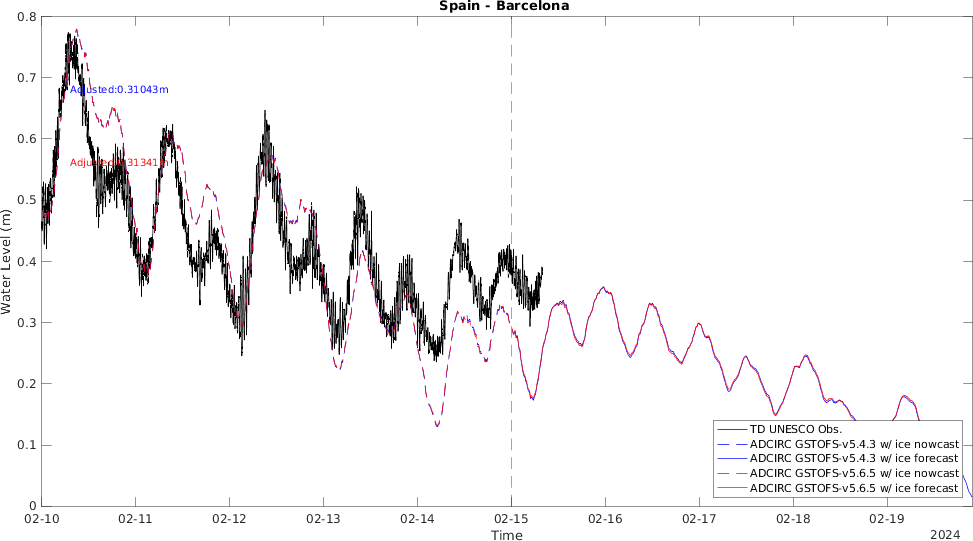 Spain - Barcelona
0.8
0.7
Adjusted:0.31043m
0.6
Adjusted:0.31341m
0.5
0.4
0.3
0.2
0.1
0
Water Level (m)
TD UNESCO Obs.
ADCIRC GSTOFS-v5.4.3 w/ ice nowcast
ADCIRC GSTOFS-v5.4.3 w/ ice forecast
ADCIRC GSTOFS-v5.6.5 w/ ice nowcast
ADCIRC GSTOFS-v5.6.5 w/ ice forecast
02-10 02-11 02-12 02-13 02-14 02-15 02-16 02-17 02-18 02-19
Time
2024